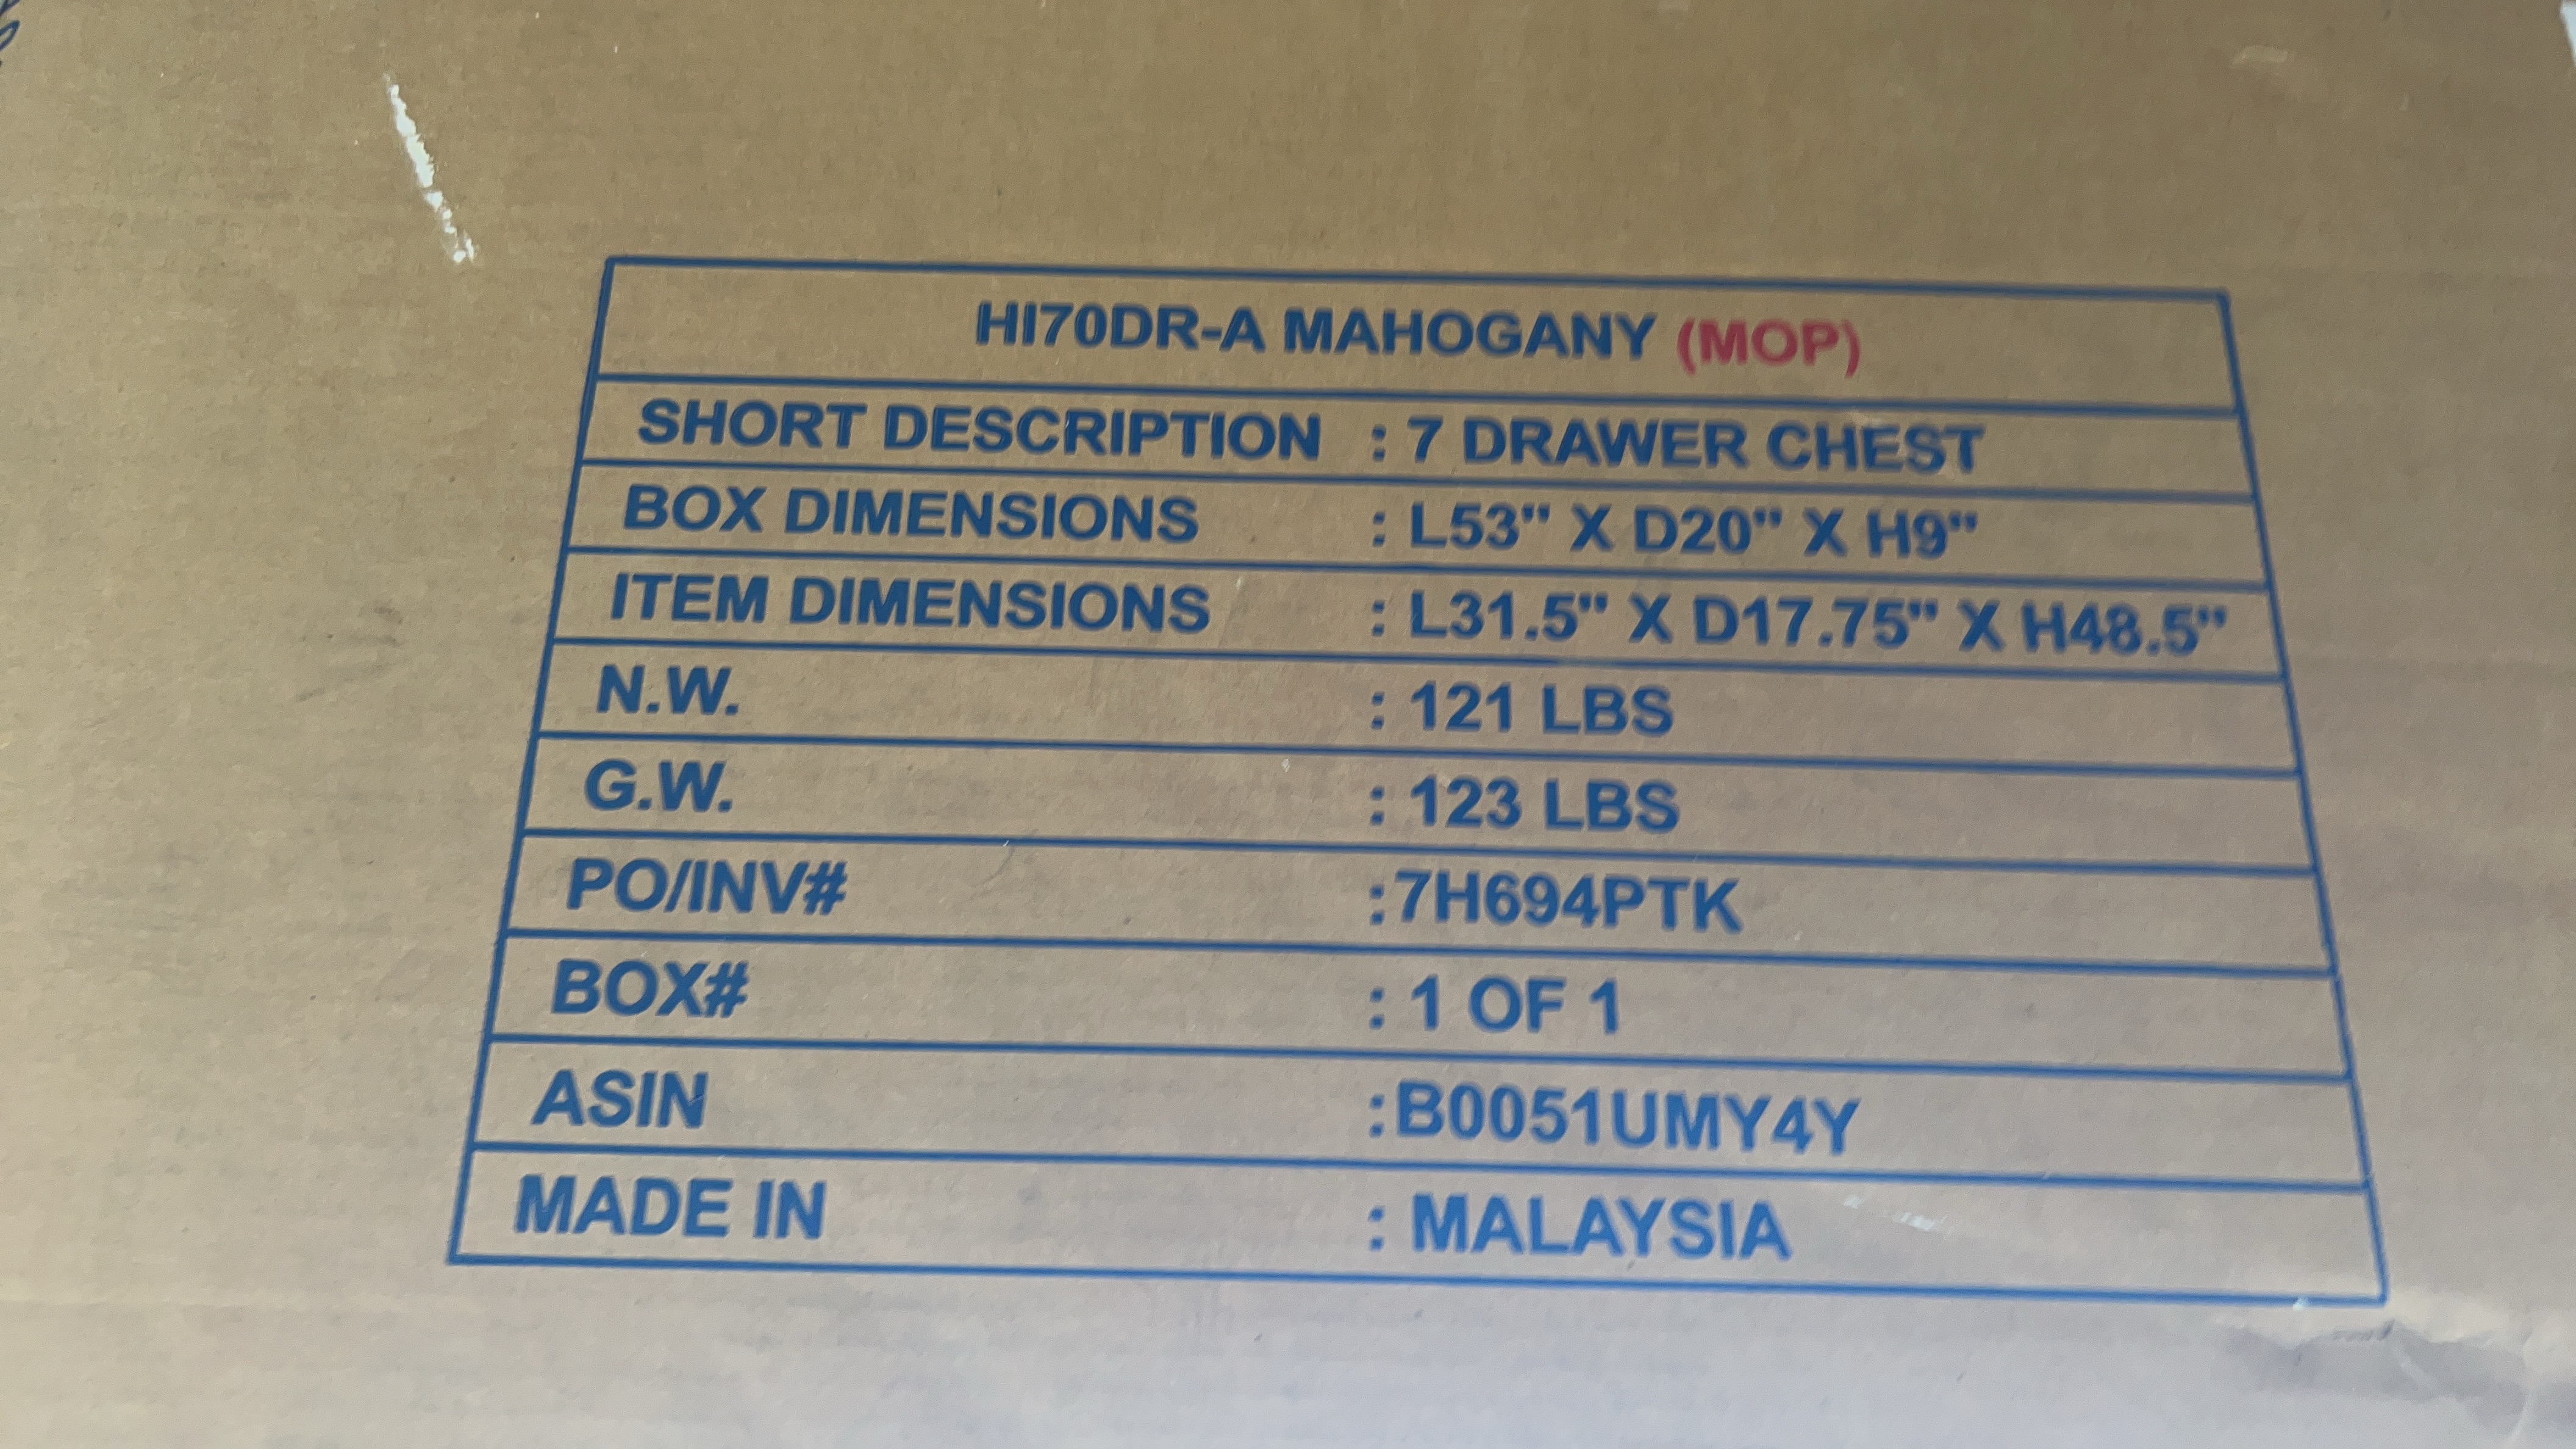 HI70DR-A MAHOGANY (MOP)
SHORT DESCRIPTION : 7 DRAWER CHEST
BOX DIMENSIONS : L53" X D20" X H9"
ITEM DIMENSIONS : L31.5" X D17.75" X H48.5"
N.W. : 121 LBS
G.W. : 123 LBS
PO/INV# :7H694PTK
BOX# : 1 OF 1
ASIN :B0051UMY4Y
MADE IN : MALAYSIA